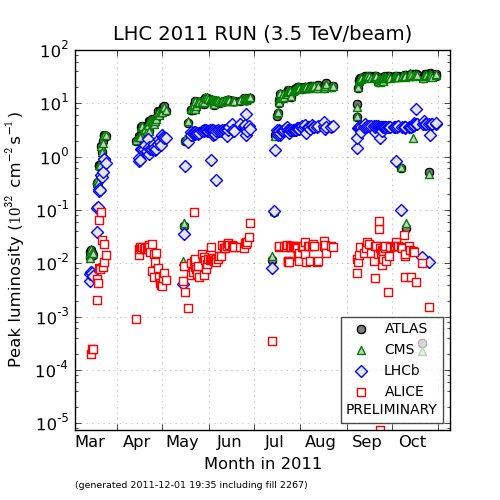 LHC 2011 RUN (3.5 TeV/beam)
Peak luminosity (10³² cm⁻² s⁻¹)
10²
10¹
10⁰
10⁻¹
10⁻²
10⁻³
10⁻⁴
10⁻⁵
ATLAS
CMS
LHCb
ALICE
PRELIMINARY
Mar Apr May Jun Jul Aug Sep Oct
Month in 2011
(generated 2011-12-01 19:35 including fill 2267)